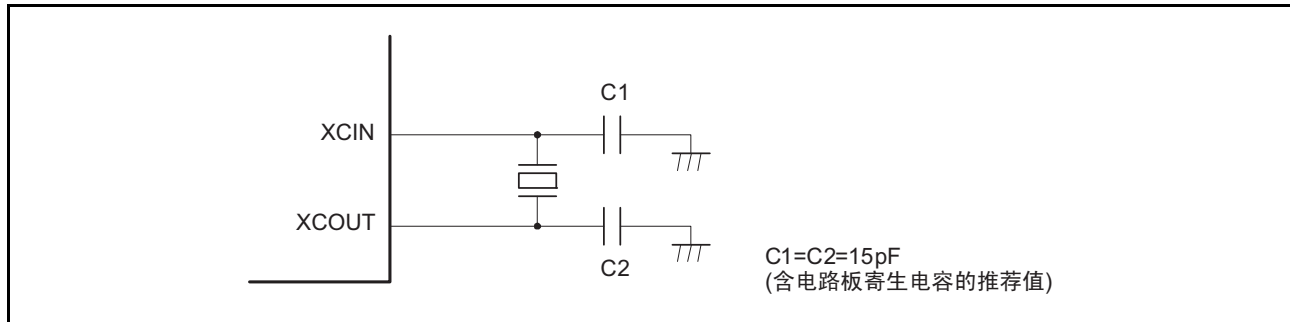 C1
XCIN
XCOUT
C2
C1=C2=15pF
(含电路板寄生电容的推荐值)